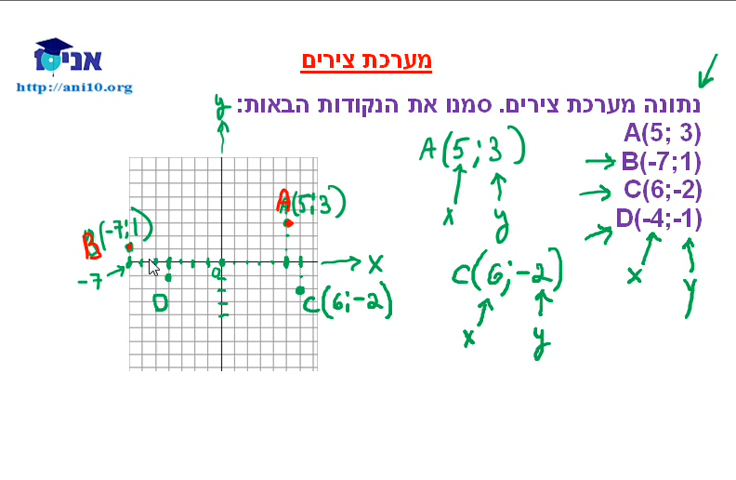 אני10
http://ani10.org
מערכת צירים
נתונה מערכת צירים. סמנו את הנקודות הבאות:
A(5; 3)
B(-7;1)
C(6;-2)
D(-4;-1)
x
y
A(5;3)
x
y
C(6;-2)
x
y
y
A(5;3)
B(-7;1)
-7
0
x
D
C(6;-2)